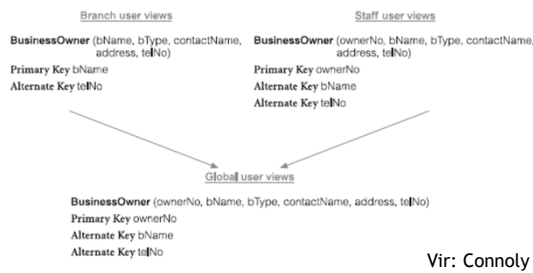 Branch user views
BusinessOwner (bName, bType, contactName,
address, telNo)
Primary Key bName
Alternate Key telNo
Staff user views
BusinessOwner (ownerNo, bName, bType, contactName,
address, telNo)
Primary Key ownerNo
Alternate Key bName
Alternate Key telNo
Global user views
BusinessOwner (ownerNo, bName, bType, contactName, address, telNo)
Primary Key ownerNo
Alternate Key bName
Alternate Key telNo
Vir: Connoly